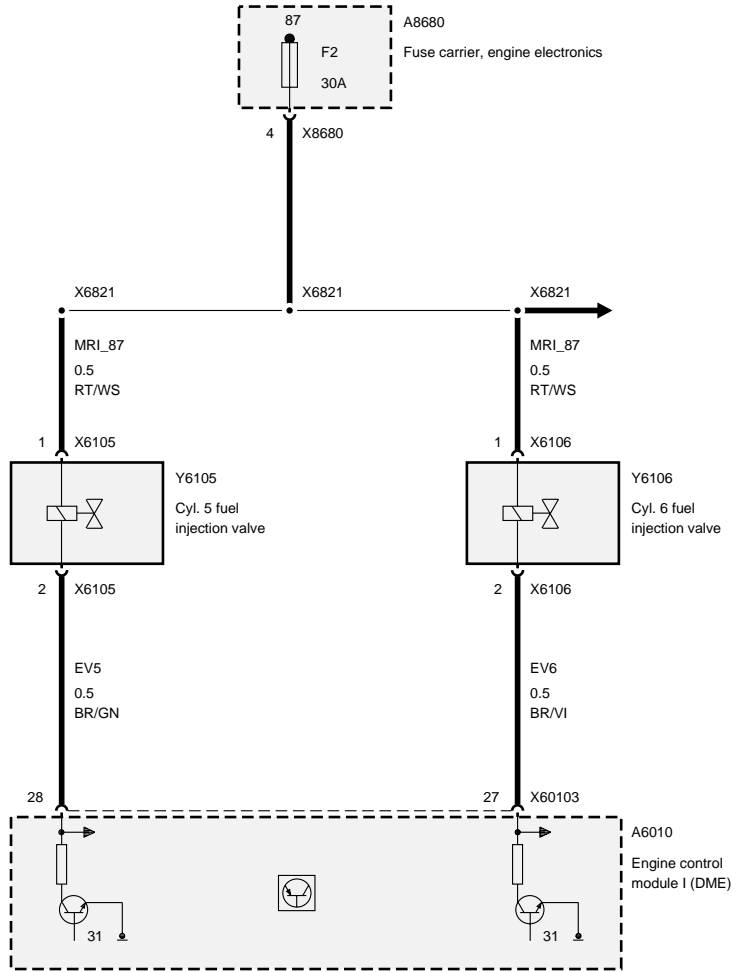 87
A8680
F2
Fuse carrier, engine electronics
30A
4 X8680
X6821 X6821 X6821
MRI_87 MRI_87
0.5 0.5
RT/WS RT/WS
1 X6105 1 X6106
Y6105 Y6106
Cyl. 5 fuel Cyl. 6 fuel
injection valve injection valve
2 X6105 2 X6106
EV5 EV6
0.5 0.5
BR/GN BR/VI
28 27 X60103
A6010
Engine control
module I (DME)
31 31